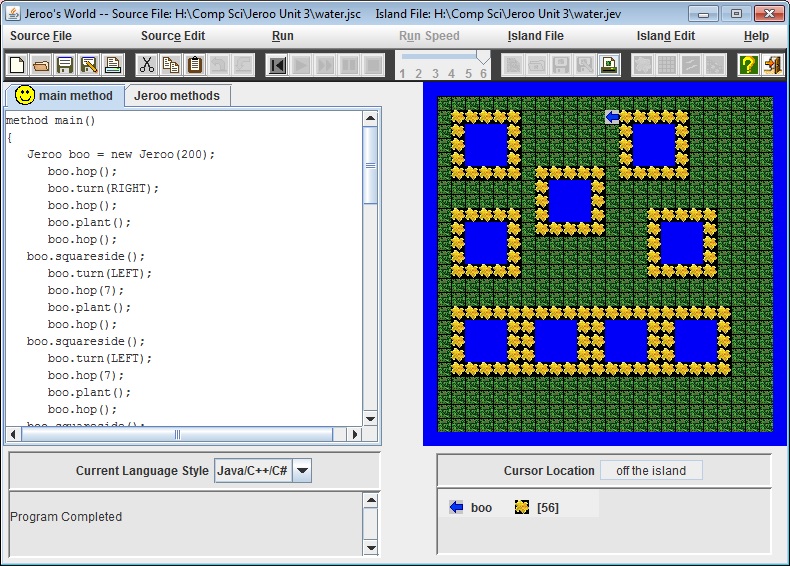 Jeroo's World -- Source File: H:\Comp Sci\Jeroo Unit 3\water.jsc    Island File: H:\Comp Sci\Jeroo Unit 3\water.jev
Source File    Source Edit    Run    Run Speed    Island File    Island Edit    Help
1 2 3 4 5 6
main method    Jeroo methods
method main()
{
   Jeroo boo = new Jeroo(200);
      boo.hop();
      boo.turn(RIGHT);
      boo.hop();
      boo.plant();
      boo.hop();
   boo.squareside();
      boo.turn(LEFT);
      boo.hop(7);
      boo.plant();
      boo.hop();
   boo.squareside();
      boo.turn(LEFT);
      boo.hop(7);
      boo.plant();
      boo.hop();
   boo.squareside();
Current Language Style    Java/C++/C#
Cursor Location    off the island
Program Completed
boo    [56]